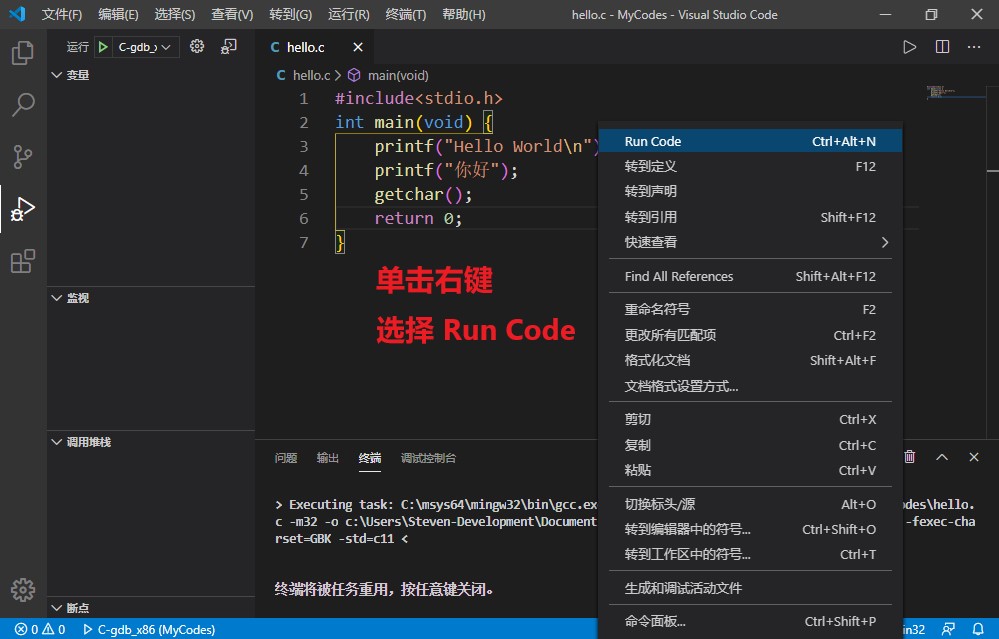 文件(F) 编辑(E) 选择(S) 查看(V) 转到(G) 运行(R) 终端(T) 帮助(H) hello.c - MyCodes - Visual Studio Code
运行 C-gdb_
C hello.c
C hello.c > main(void)
变量
1 #include<stdio.h>
2 int main(void) {
3 printf("Hello World\n")
4 printf("你好");
5 getchar();
6 return 0;
7 }
单击右键
选择 Run Code
Run Code Ctrl+Alt+N
转到定义 F12
转到声明
转到引用 Shift+F12
快速查看
Find All References Shift+Alt+F12
重命名符号 F2
更改所有匹配项 Ctrl+F2
格式化文档 Shift+Alt+F
文档格式设置方式...
剪切 Ctrl+X
复制 Ctrl+C
粘贴 Ctrl+V
切换标头/源 Alt+O
转到编辑器中的符号... Ctrl+Shift+O
转到工作区中的符号... Ctrl+T
生成和调试活动文件
命令面板... Ctrl+Shift+P
监视
调用堆栈
断点
问题 输出 终端 调试控制台
> Executing task: C:\msys64\mingw32\bin\gcc.ex odes\hello.
c -m32 -o c:\Users\Steven-Development\Document -fexec-cha
rset=GBK -std=c11 <
终端将被任务重用，按任意键关闭。
0 0 C-gdb_x86 (MyCodes) in32